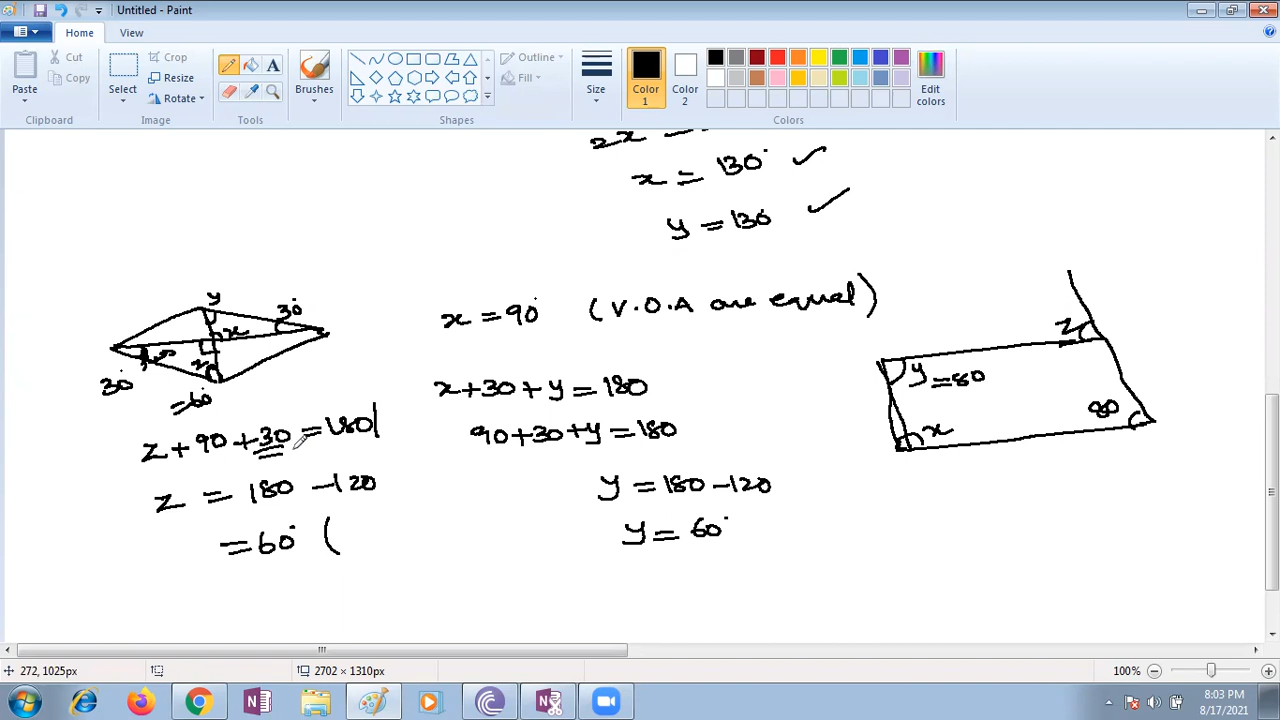 Untitled - Paint
Home View
Paste
Cut
Copy
Clipboard
Select
Crop
Resize
Rotate
Image
Tools
Brushes
Shapes
Outline
Fill
Size
Color 1
Color 2
Edit colors
Colors
2x =
x = 130° ✓
y = 130 ✓
x = 90° (V.O.A are equal)
y
30°
x
z
30°
=60°
x+30+y=180
z+90+30=180
90+30+y=180
z = 180 -120
y = 180-120
=60° (
y = 60°
z
y=80
80
x
272, 1025px
2702 × 1310px
100%
8:03 PM
8/17/2021